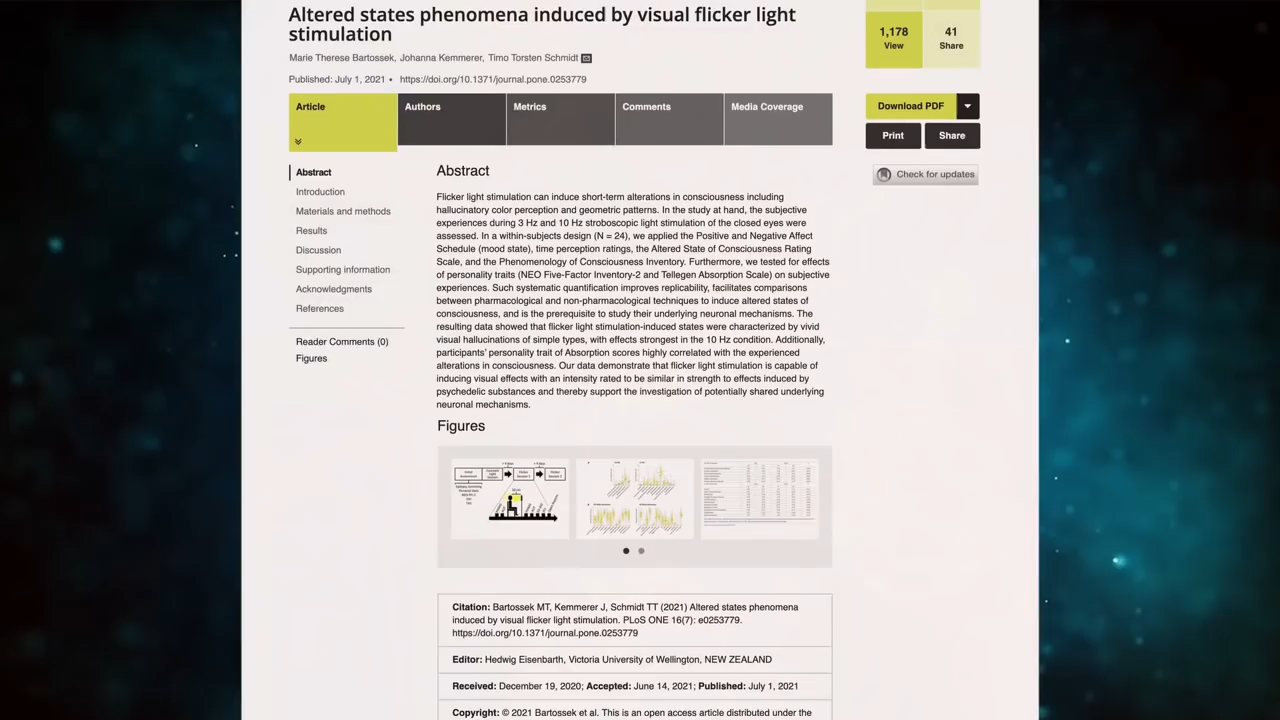 Altered states phenomena induced by visual flicker light
stimulation
Marie Therese Bartossek, Johanna Kemmerer, Timo Torsten Schmidt
Published: July 1, 2021 • https://doi.org/10.1371/journal.pone.0253779
1,178
View
41
Share
Article
Authors
Metrics
Comments
Media Coverage
Download PDF
Print
Share
Check for updates
Abstract
Introduction
Materials and methods
Results
Discussion
Supporting information
Acknowledgments
References
Reader Comments (0)
Figures
Abstract
Flicker light stimulation can induce short-term alterations in consciousness including
hallucinatory color perception and geometric patterns. In the study at hand, the subjective
experiences during 3 Hz and 10 Hz stroboscopic light stimulation of the closed eyes were
assessed. In a within-subjects design (N = 24), we applied the Positive and Negative Affect
Schedule (mood state), time perception ratings, the Altered State of Consciousness Rating
Scale, and the Phenomenology of Consciousness Inventory. Furthermore, we tested for effects
of personality traits (NEO Five-Factor Inventory-2 and Tellegen Absorption Scale) on subjective
experiences. Such systematic quantification improves replicability, facilitates comparisons
between pharmacological and non-pharmacological techniques to induce altered states of
consciousness, and is the prerequisite to study their underlying neuronal mechanisms. The
resulting data showed that flicker light stimulation-induced states were characterized by vivid
visual hallucinations of simple types, with effects strongest in the 10 Hz condition. Additionally,
participants' personality trait of Absorption scores highly correlated with the experienced
alterations in consciousness. Our data demonstrate that flicker light stimulation is capable of
inducing visual effects with an intensity rated to be similar in strength to effects induced by
psychedelic substances and thereby support the investigation of potentially shared underlying
neuronal mechanisms.
Figures
Citation: Bartossek MT, Kemmerer J, Schmidt TT (2021) Altered states phenomena
induced by visual flicker light stimulation. PLoS ONE 16(7): e0253779.
https://doi.org/10.1371/journal.pone.0253779
Editor: Hedwig Eisenbarth, Victoria University of Wellington, NEW ZEALAND
Received: December 19, 2020; Accepted: June 14, 2021; Published: July 1, 2021
Copyright: © 2021 Bartossek et al. This is an open access article distributed under the